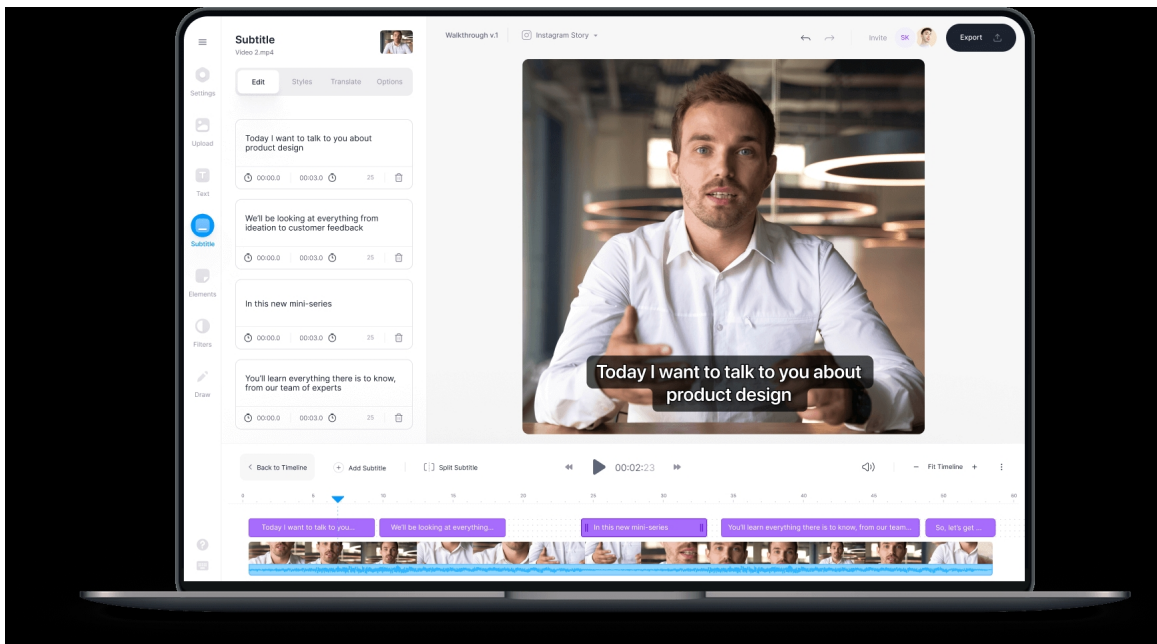 Subtitle
Video 2.mp4
Walkthrough v.1
Instagram Story
Invite
SK
Export
Settings
Upload
Text
Subtitle
Elements
Filters
Draw
Edit
Styles
Translate
Options
Today I want to talk to you about
product design
00:00.0
00:03.0
25
We'll be looking at everything from
ideation to customer feedback
00:00.0
00:03.0
25
In this new mini-series
00:00.0
00:03.0
25
You'll learn everything there is to know,
from our team of experts
00:00.0
00:03.0
25
Today I want to talk to you about
product design
Back to Timeline
+ Add Subtitle
Split Subtitle
00:02:23
− Fit Timeline +
0
5
10
15
20
25
30
35
40
45
50
60
Today I want to talk to you...
We'll be looking at everything...
In this new mini-series
You'll learn everything there is to know, from our team...
So, let's get ...
?